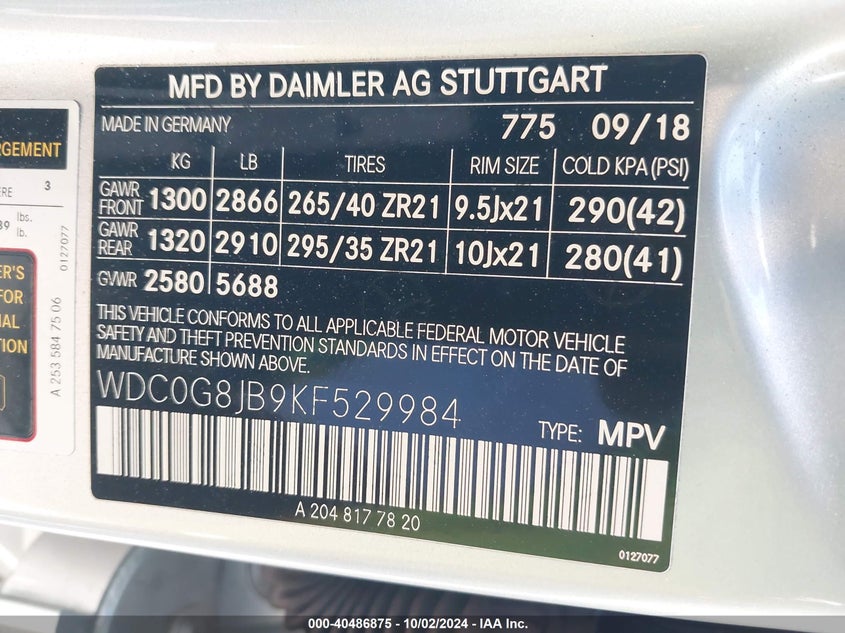 MFD BY DAIMLER AG STUTTGART
MADE IN GERMANY 775 09/18
KG LB TIRES RIM SIZE COLD KPA(PSI)
GAWR FRONT 1300 2866 265/40 ZR21 9.5Jx21 290(42)
GAWR REAR 1320 2910 295/35 ZR21 10Jx21 280(41)
GVWR 2580 5688
THIS VEHICLE CONFORMS TO ALL APPLICABLE FEDERAL MOTOR VEHICLE
SAFETY AND THEFT PREVENTION STANDARDS IN EFFECT ON THE DATE OF
MANUFACTURE SHOWN ABOVE.
WDC0G8JB9KF529984
TYPE: MPV
A 204 817 78 20
0127077
3
lbs.
lb.
0127077
FOR
A 253 584 75 06
000-40486875 - 10/02/2024 - IAA Inc.